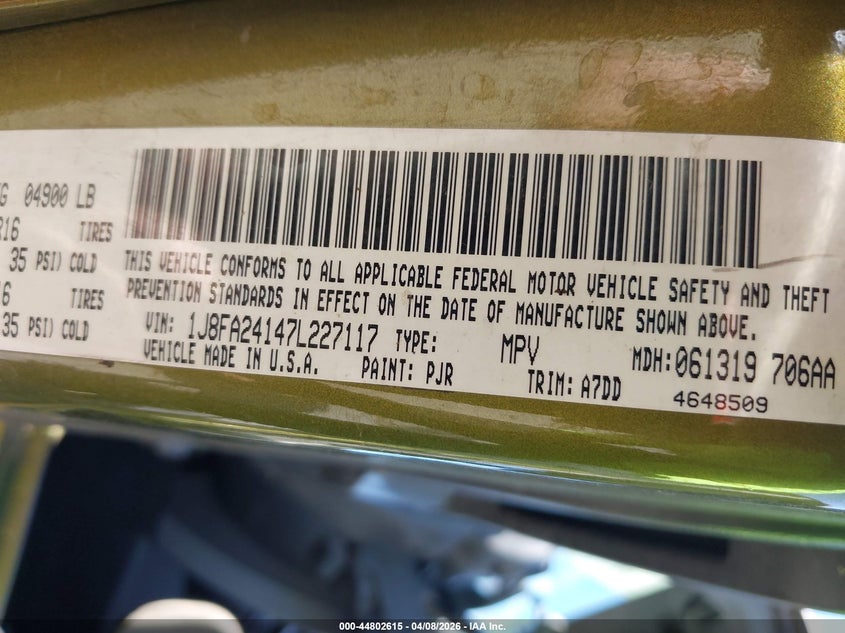 G 04900 LB
R16 TIRES
35 PSI) COLD
6 TIRES
35 PSI) COLD
THIS VEHICLE CONFORMS TO ALL APPLICABLE FEDERAL MOTOR VEHICLE SAFETY AND THEFT
PREVENTION STANDARDS IN EFFECT ON THE DATE OF MANUFACTURE SHOWN ABOVE.
VIN: 1J8FA24147L227117 TYPE: MPV MDH:061319 706AA
VEHICLE MADE IN U.S.A. PAINT: PJR TRIM: A7DD 4648509
000-44802615 - 04/08/2026 - IAA Inc.